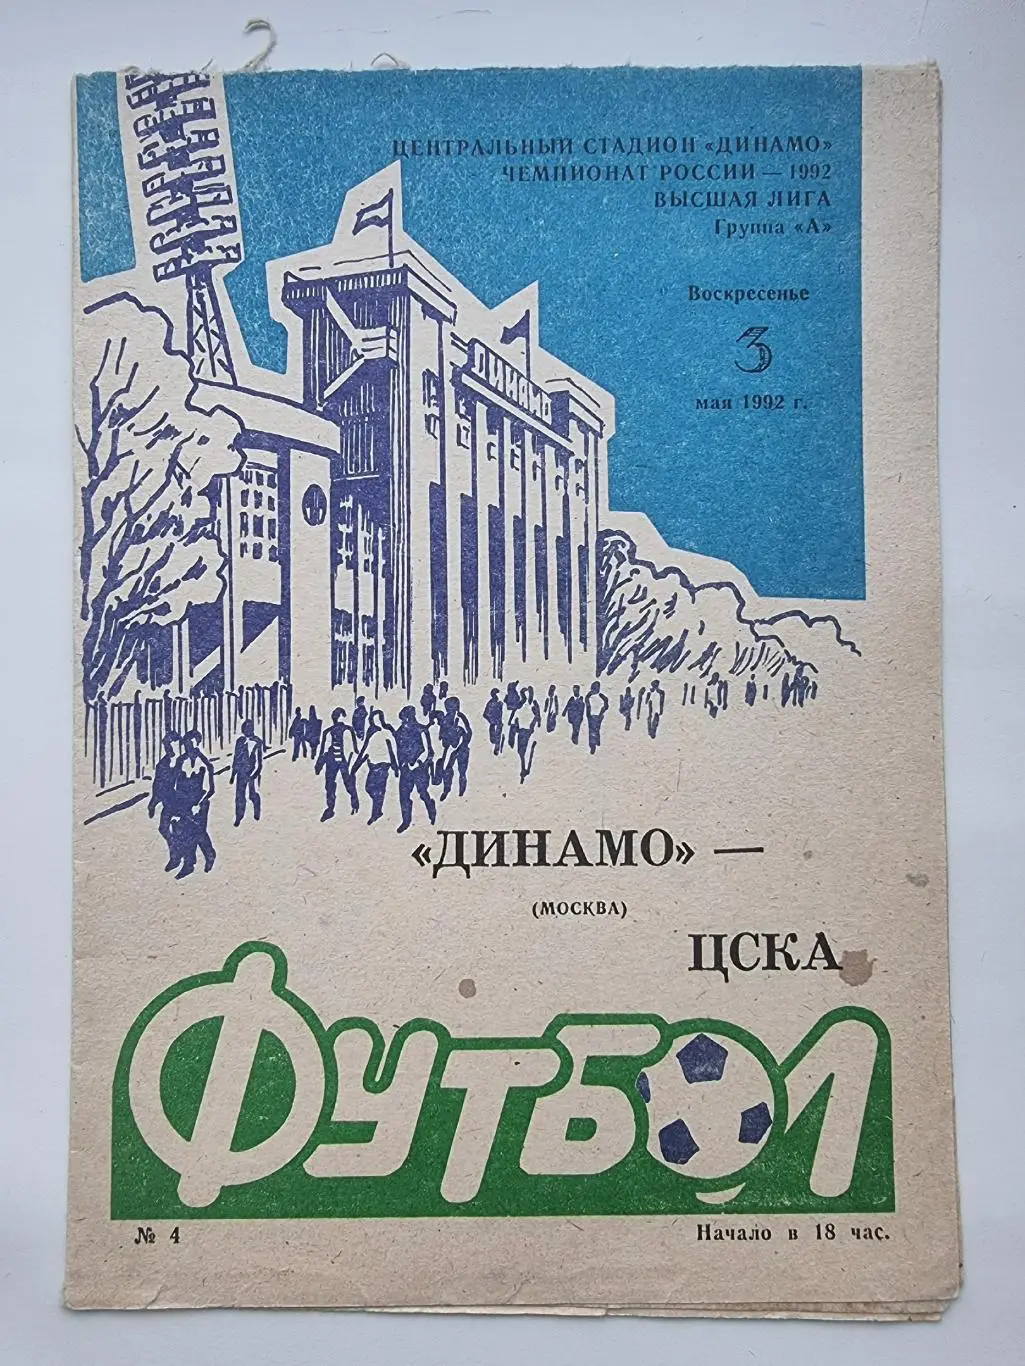 ЦЕНТРАЛЬНЫЙ СТАДИОН «ДИНАМО»
ЧЕМПИОНАТ РОССИИ — 1992
ВЫСШАЯ ЛИГА
Группа «А»
Воскресенье
3
мая 1992 г.
ДИНАМО
«ДИНАМО» —
(МОСКВА)
ЦСКА
ФУТБОЛ
№ 4
Начало в 18 час.